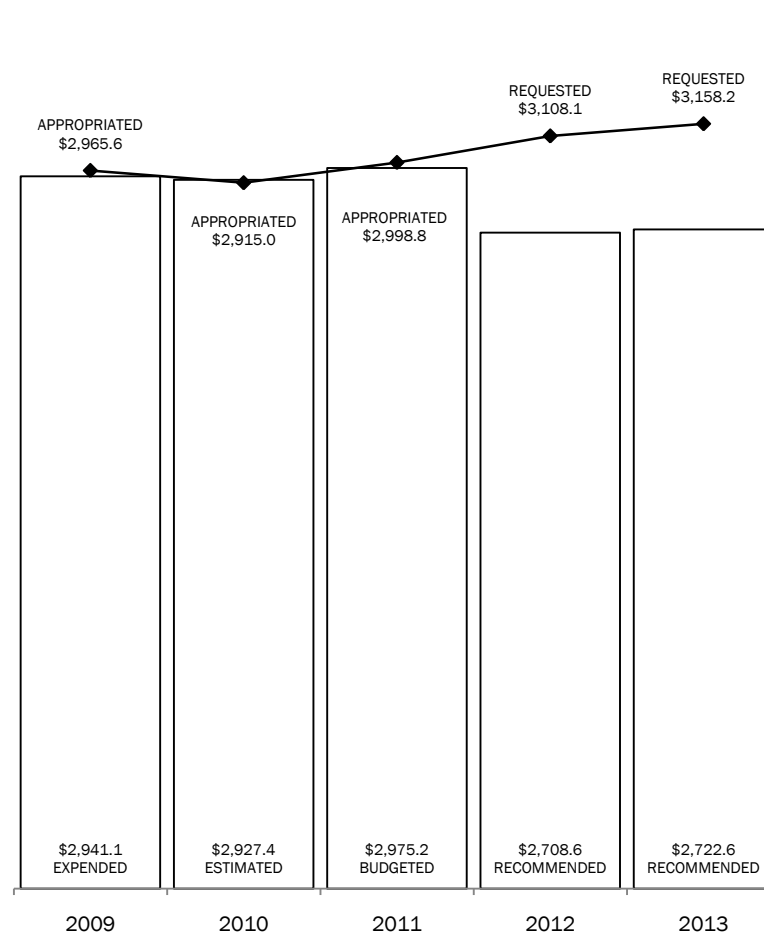 REQUESTED
$3,158.2
REQUESTED
$3,108.1
APPROPRIATED
$2,965.6
APPROPRIATED
$2,915.0
APPROPRIATED
$2,998.8
$2,941.1
EXPENDED
$2,927.4
ESTIMATED
$2,975.2
BUDGETED
$2,708.6
RECOMMENDED
$2,722.6
RECOMMENDED
2009
2010
2011
2012
2013